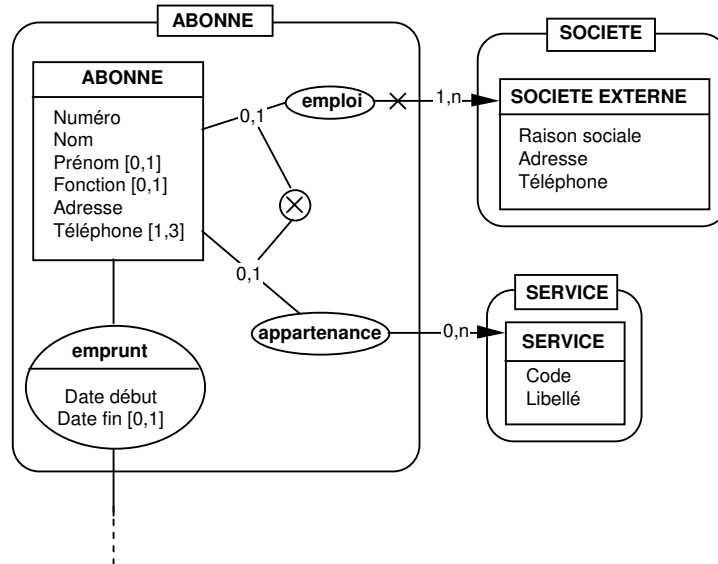 ABONNE
ABONNE
Numéro
Nom
Prénom [0,1]
Fonction [0,1]
Adresse
Téléphone [1,3]
emprunt
Date début
Date fin [0,1]
0,1
emploi
1,n
0,1
appartenance
0,n
SOCIETE
SOCIETE EXTERNE
Raison sociale
Adresse
Téléphone
SERVICE
SERVICE
Code
Libellé